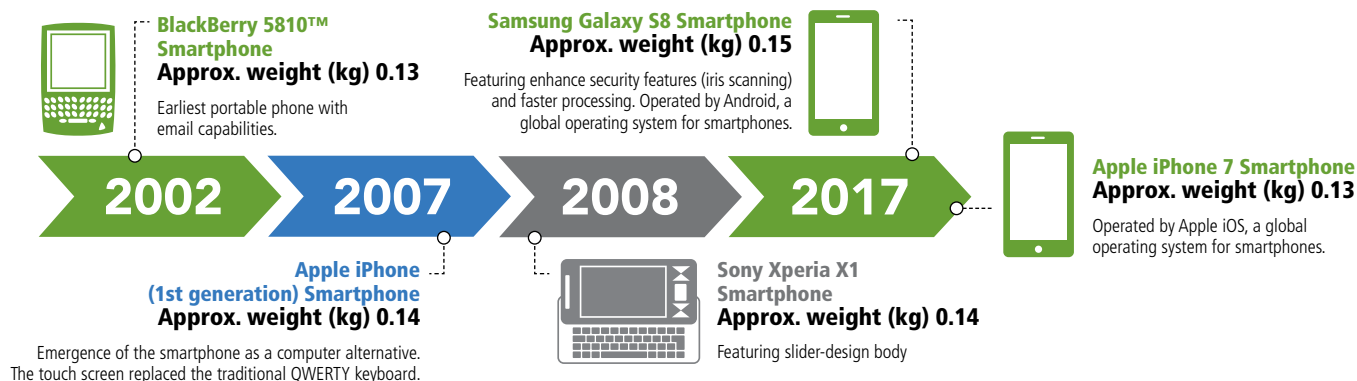 BlackBerry 5810™
Smartphone
Approx. weight (kg) 0.13
Earliest portable phone with
email capabilities.
Samsung Galaxy S8 Smartphone
Approx. weight (kg) 0.15
Featuring enhance security features (iris scanning)
and faster processing. Operated by Android, a
global operating system for smartphones.
2002
2007
2008
2017
Apple iPhone 7 Smartphone
Approx. weight (kg) 0.13
Operated by Apple iOS, a global
operating system for smartphones.
Apple iPhone
(1st generation) Smartphone
Approx. weight (kg) 0.14
Emergence of the smartphone as a computer alternative.
The touch screen replaced the traditional QWERTY keyboard.
Sony Xperia X1
Smartphone
Approx. weight (kg) 0.14
Featuring slider-design body